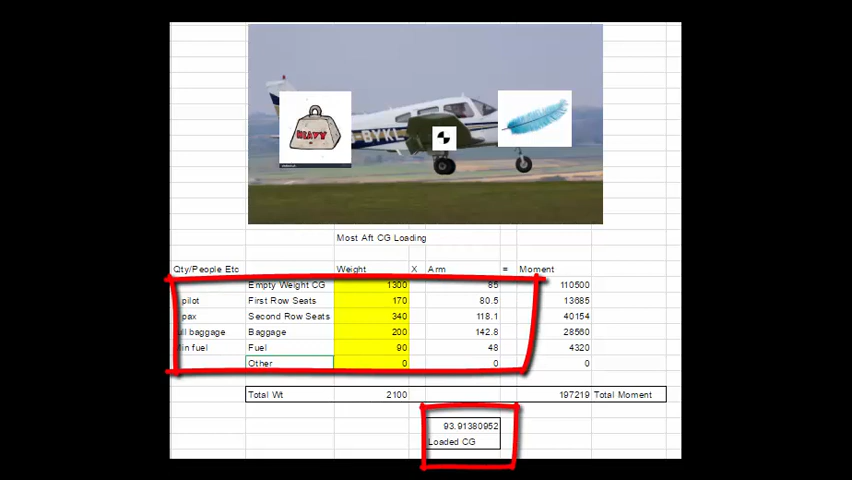 HEAVY
G-BYKL
Most Aft CG Loading
Qty/People Etc Weight X Arm = Moment
Empty Weight CG 1300 85 110500
pilot First Row Seats 170 80.5 13685
pax Second Row Seats 340 118.1 40154
ull baggage Baggage 200 142.8 28560
in fuel Fuel 90 48 4320
Other 0 0 0
Total Wt 2100 197219 Total Moment
93.91380952
Loaded CG